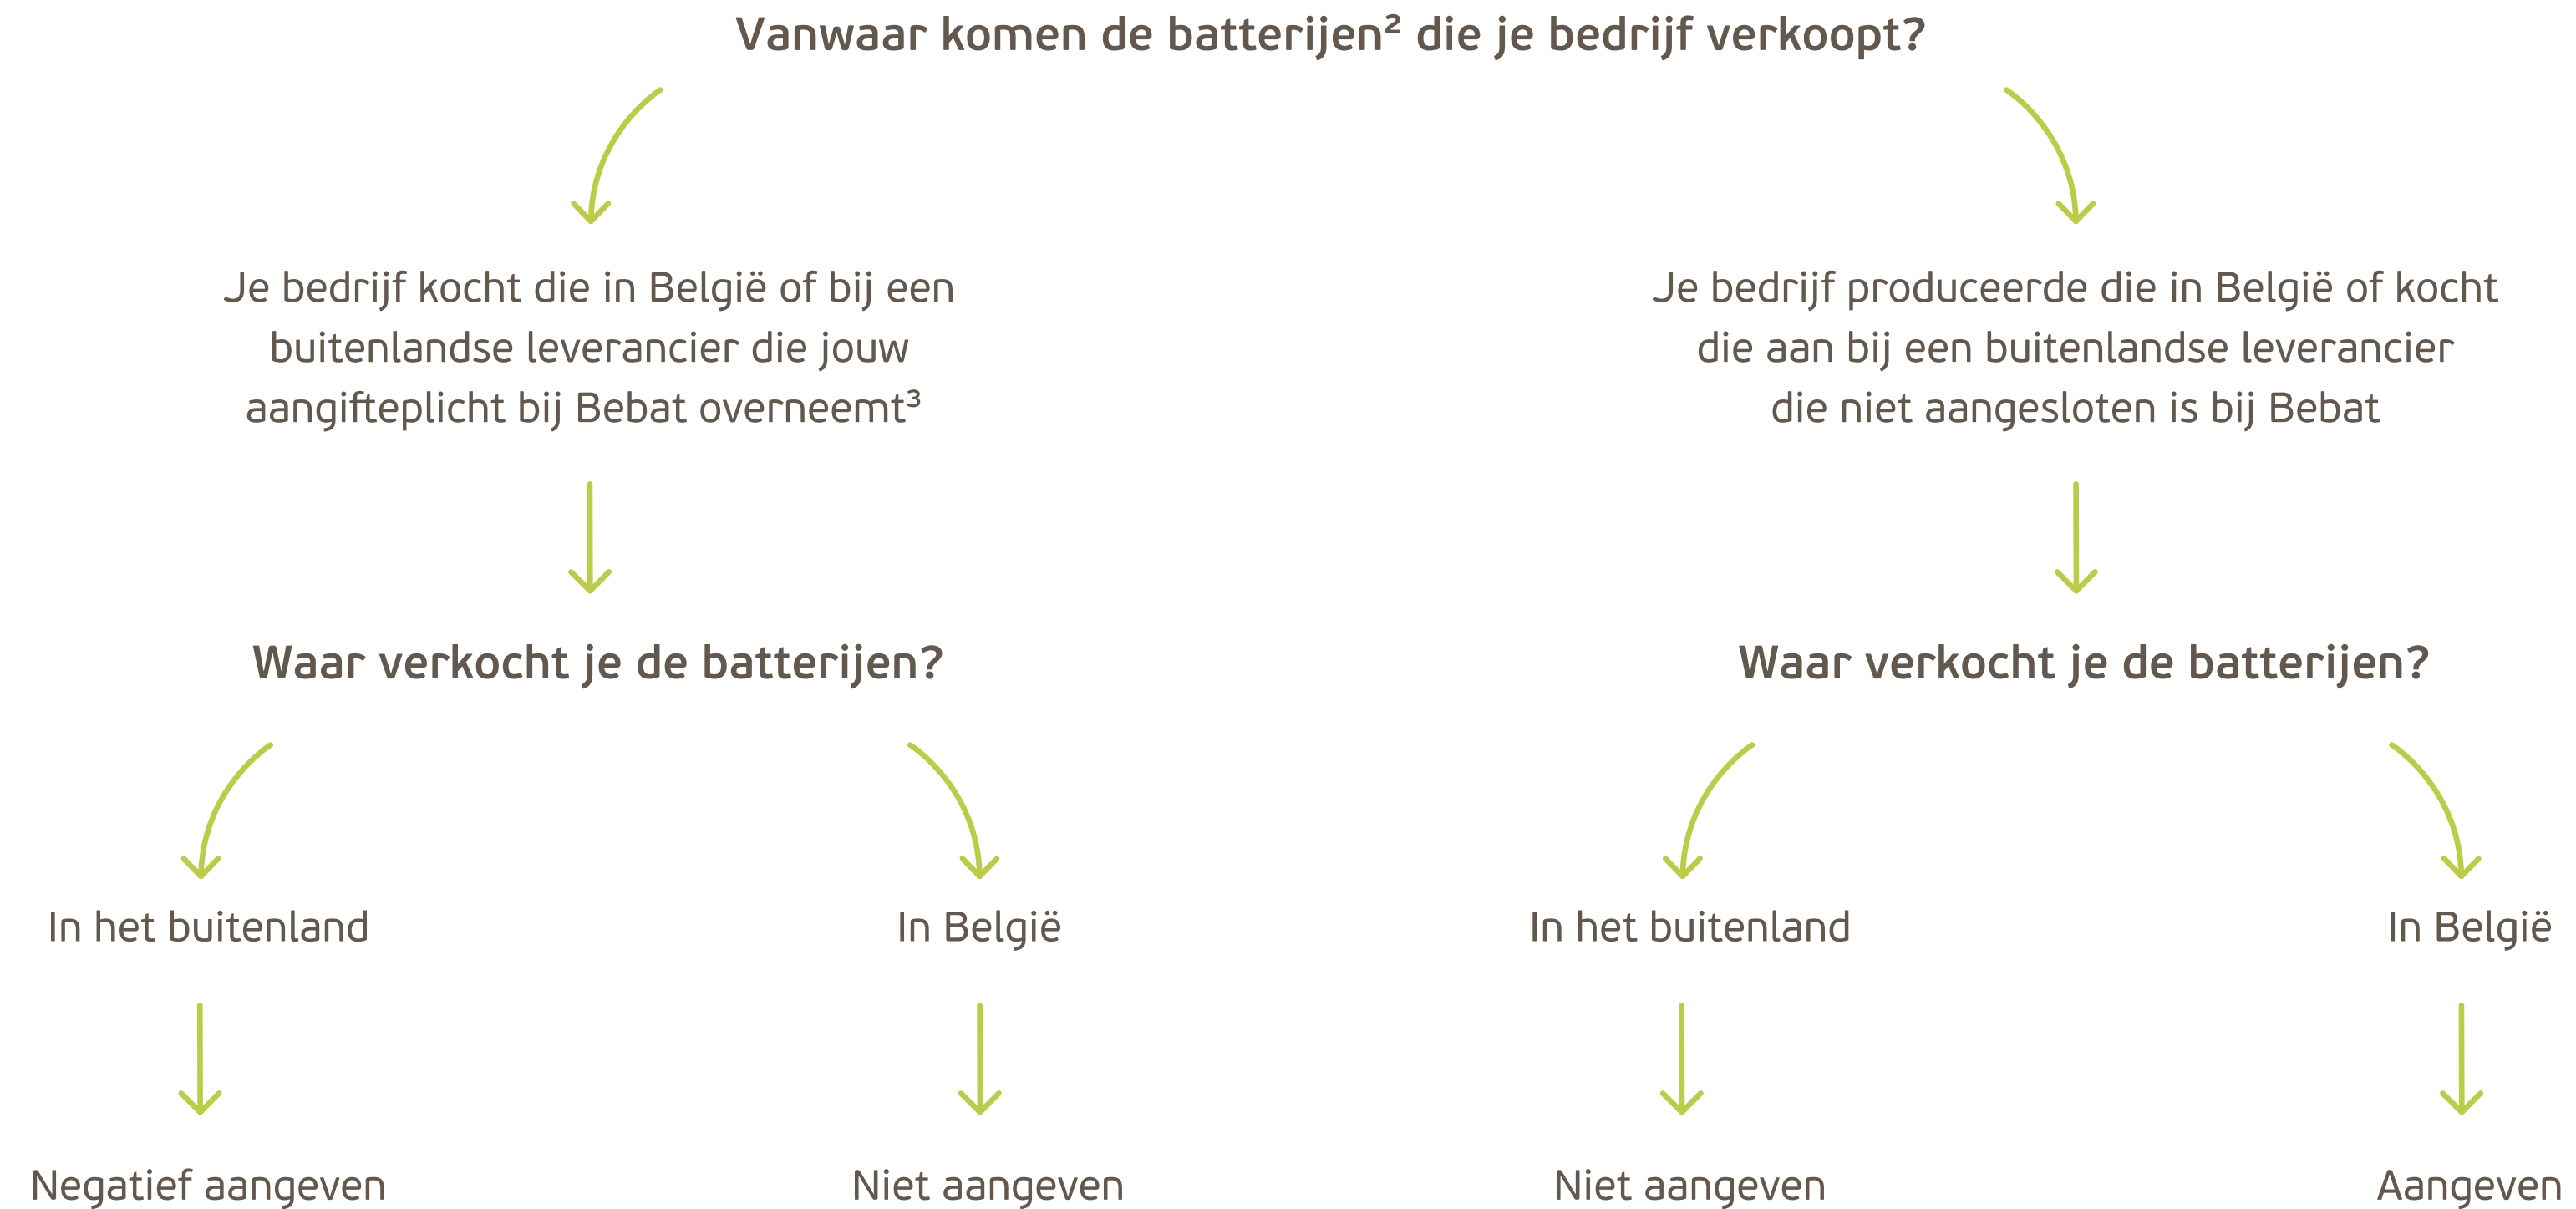 Vanwaar komen de batterijen² die je bedrijf verkoopt?
Je bedrijf kocht die in België of bij een
buitenlandse leverancier die jouw
aangifteplicht bij Bebat overneemt³
Je bedrijf produceerde die in België of kocht
die aan bij een buitenlandse leverancier
die niet aangesloten is bij Bebat
Waar verkocht je de batterijen?
Waar verkocht je de batterijen?
In het buitenland
In België
In het buitenland
In België
Negatief aangeven
Niet aangeven
Niet aangeven
Aangeven